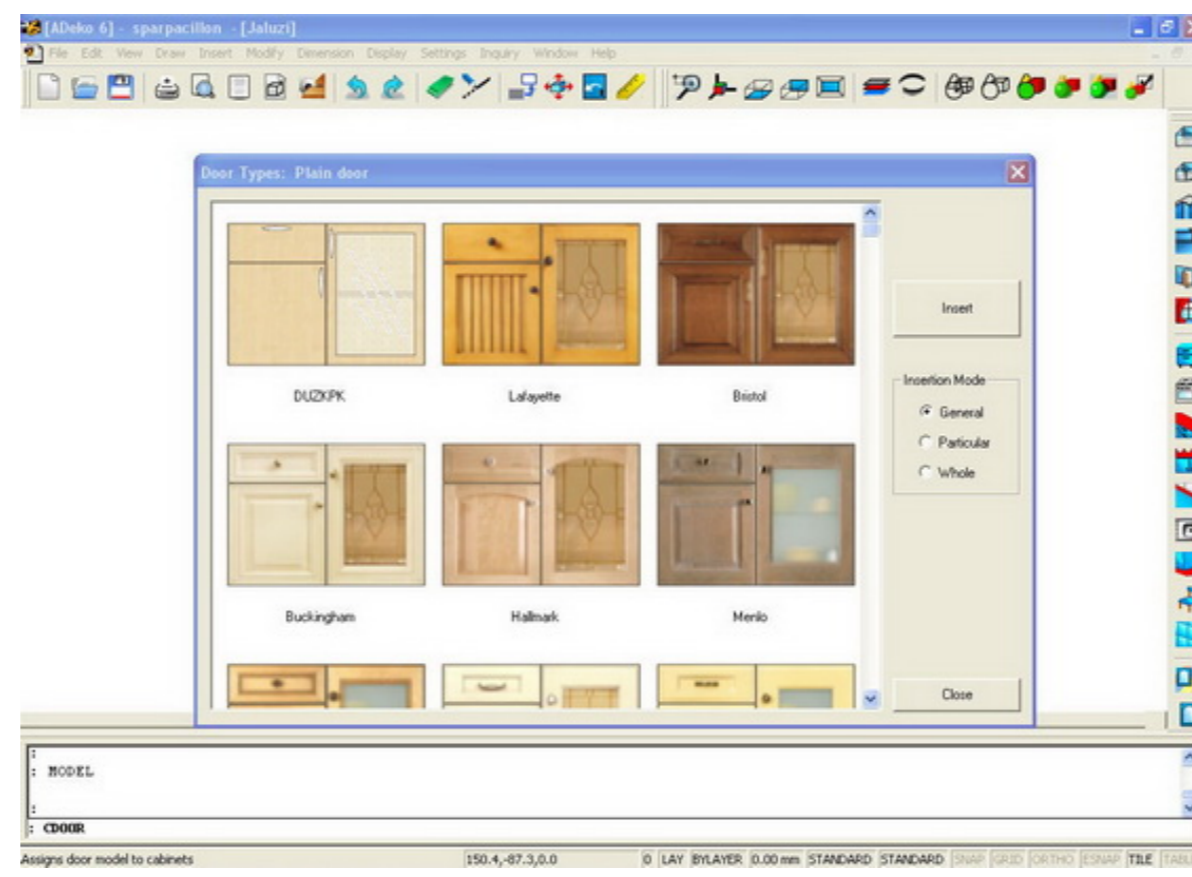 [ADeko 6] - sparpacillon - [Jaluzi]
File Edit View Draw Insert Modify Dimension Display Settings Inquiry Window Help
Door Types: Plain door
DUZKPK Lafayette Bristol
Insert
Insertion Mode
General
Particular
Whole
Buckingham Hallmark Menlo
Close
:
: MODEL
:
: CDOOR
Assigns door model to cabinets 150.4,-87.3,0.0 0 LAY BYLAYER 0.00 mm STANDARD STANDARD SNAP GRID ORTHO ESNAP TILE TABL